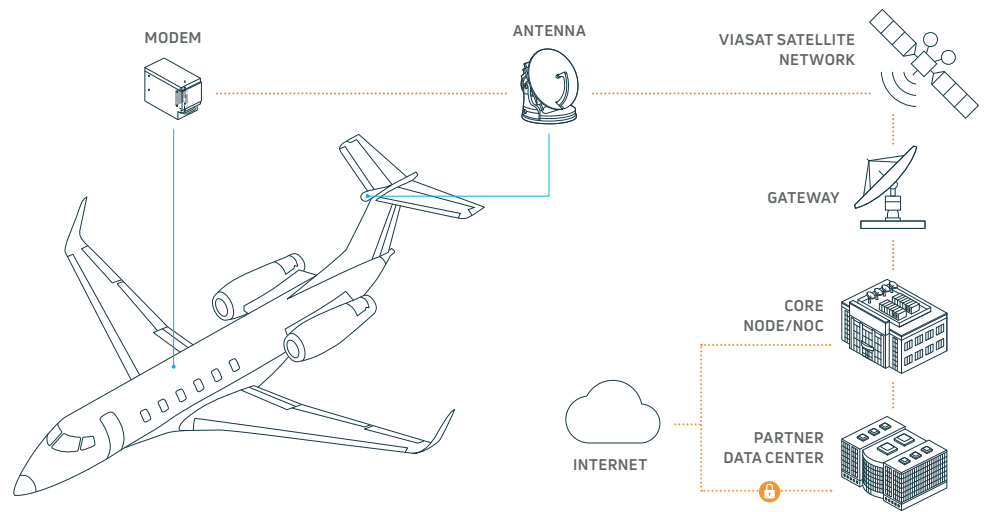 MODEM
ANTENNA
VIASAT SATELLITE
NETWORK
GATEWAY
CORE
NODE/NOC
INTERNET
PARTNER
DATA CENTER